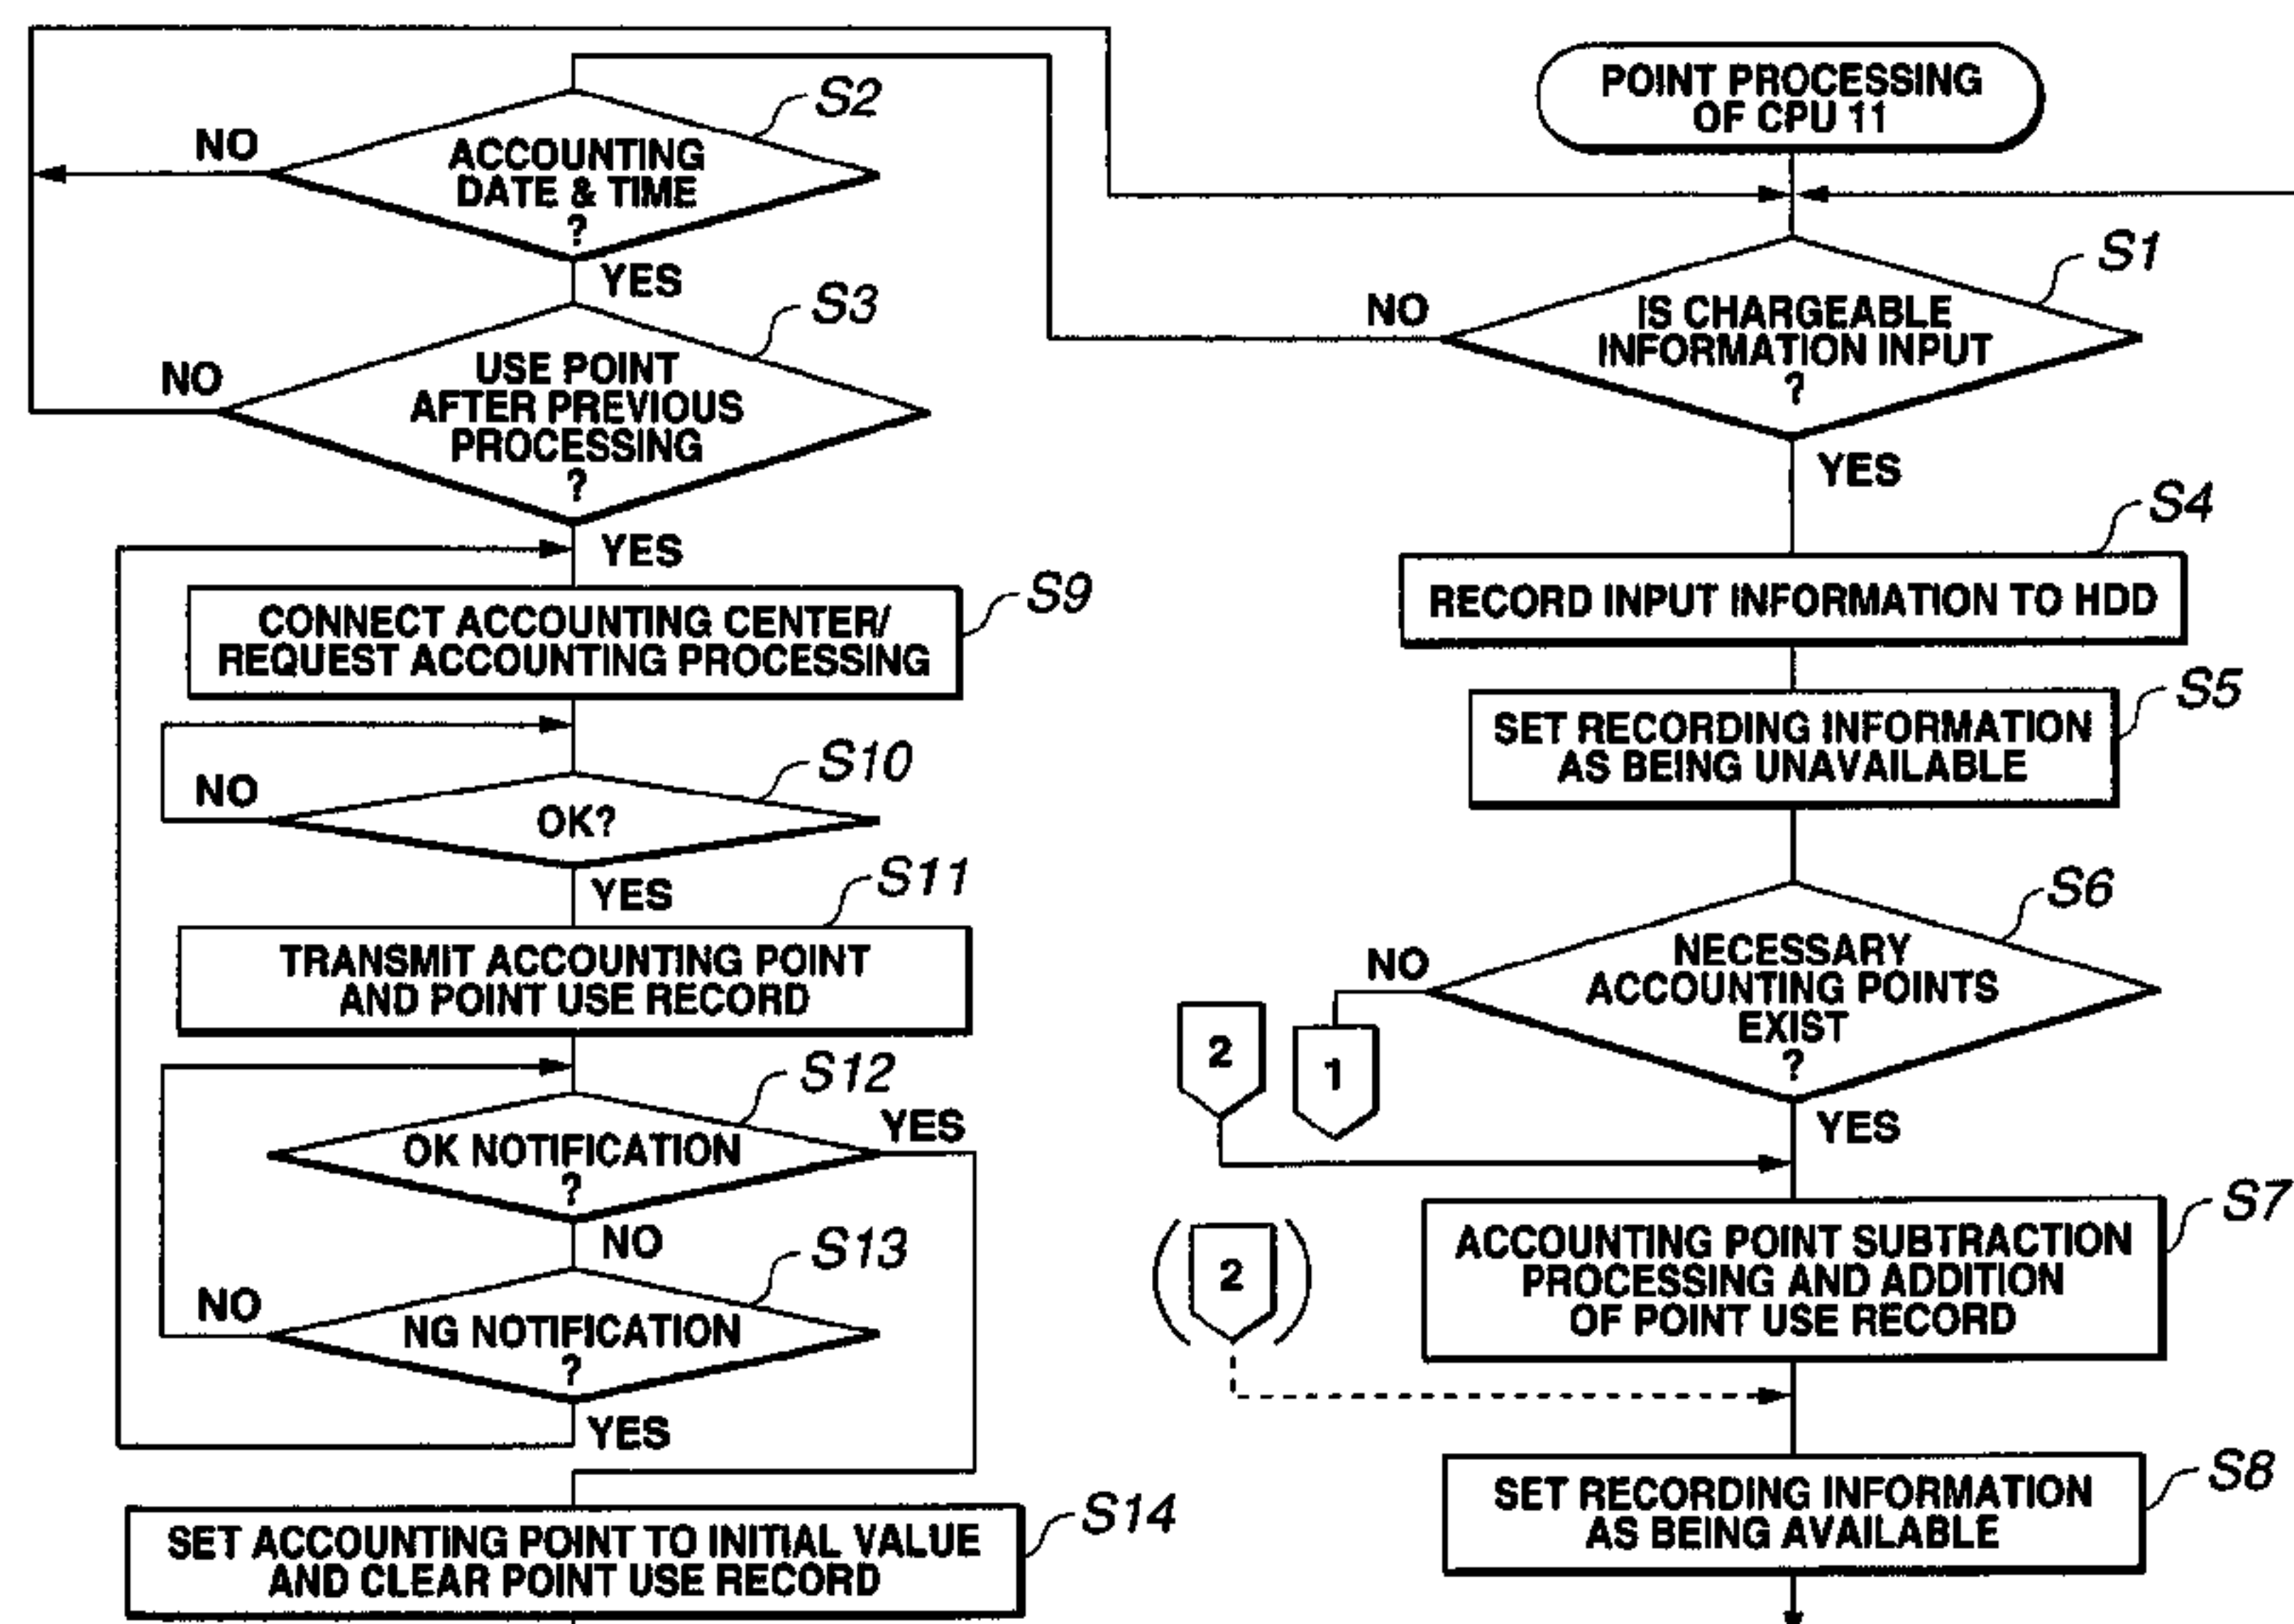 POINT PROCESSING
OF CPU 11
S1
IS CHARGEABLE
INFORMATION INPUT
?
NO
YES
S2
ACCOUNTING
DATE & TIME
?
NO
YES
S3
USE POINT
AFTER PREVIOUS
PROCESSING
?
NO
YES
S4
RECORD INPUT INFORMATION TO HDD
S5
SET RECORDING INFORMATION
AS BEING UNAVAILABLE
S6
NECESSARY
ACCOUNTING POINTS
EXIST
?
NO
1
2
YES
S7
ACCOUNTING POINT SUBTRACTION
PROCESSING AND ADDITION
OF POINT USE RECORD
(2)
S8
SET RECORDING INFORMATION
AS BEING AVAILABLE
S9
CONNECT ACCOUNTING CENTER/
REQUEST ACCOUNTING PROCESSING
S10
OK?
NO
YES
S11
TRANSMIT ACCOUNTING POINT
AND POINT USE RECORD
S12
OK NOTIFICATION
?
YES
NO
S13
NG NOTIFICATION
?
NO
YES
S14
SET ACCOUNTING POINT TO INITIAL VALUE
AND CLEAR POINT USE RECORD